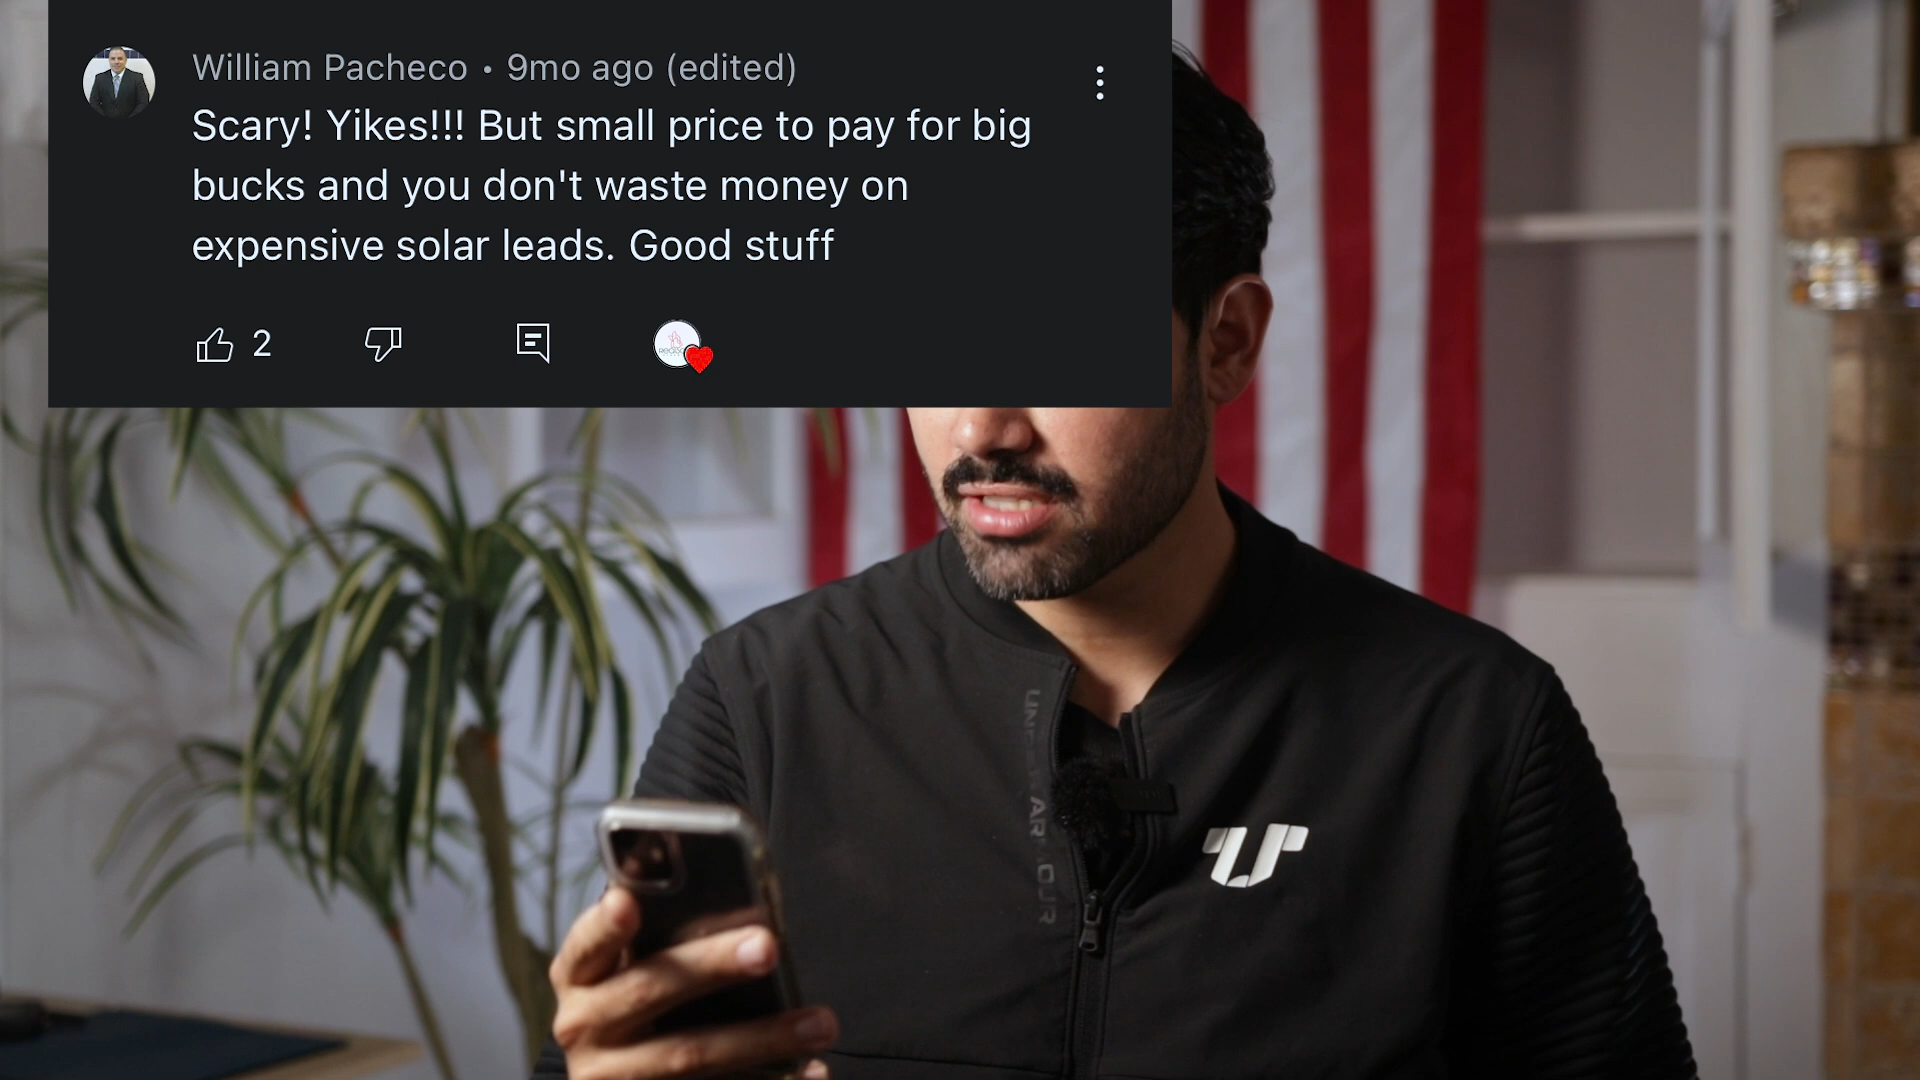 William Pacheco • 9mo ago (edited)
Scary! Yikes!!! But small price to pay for big
bucks and you don't waste money on
expensive solar leads. Good stuff
2